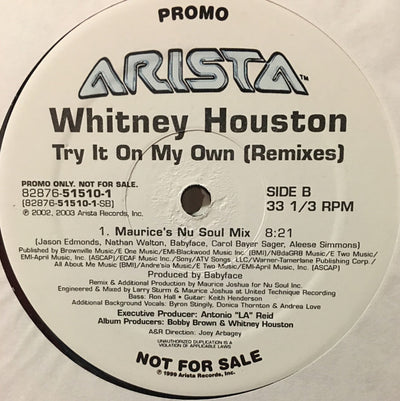 PROMO
ARISTA™
Whitney Houston
Try It On My Own (Remixes)
PROMO ONLY. NOT FOR SALE.
82876-51510-1
(82876-51510-1-SB)
℗ 2002, 2003 Arista Records, Inc.
SIDE B
33 1/3 RPM
1. Maurice's Nu Soul Mix 8:21
(Jason Edmonds, Nathan Walton, Babyface, Carol Bayer Sager, Aleese Simmons)
Published by Brownville Music/E One Music/EMI-Blackwood Music Inc. (BMI)/NBdaGRB Music/E Two Music/
EMI-April Music, Inc. (ASCAP)/ECAF Music Inc./Sony/ATV Songs, LLC/Warner-Tamerlane Publishing Corp./
All About Me Music (BMI)/Andre'sia Music/E Two Music/EMI-April Music, Inc. (ASCAP).
Produced by Babyface
Remix & Additional Production by Maurice Joshua for Nu Soul Inc.
Engineered & Mixed by Larry Sturm & Maurice Joshua at United Technique Recording
Bass: Ron Hall • Guitar: Keith Henderson
Additional Background Vocals: Byron Stingly, Donica Thornton & Andrea Love
Executive Producer: Antonio "LA" Reid
Album Producers: Bobby Brown & Whitney Houston
A&R Direction: Joey Arbagey
UNAUTHORIZED DUPLICATION IS A
VIOLATION OF APPLICABLE LAWS
NOT FOR SALE
℗ 1999 Arista Records, Inc.